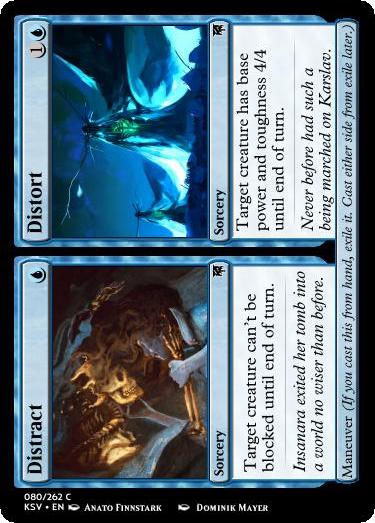 Distract
Sorcery
Target creature can't be
blocked until end of turn.
Insanara exited her tomb into
a world no wiser than before.
Distort
1
Sorcery
Target creature has base
power and toughness 4/4
until end of turn.
Never before had such a
being marched on Karslav.
Maneuver (If you cast this from hand, exile it. Cast either side from exile later.)
080/262 C
KSV • EN ANATO FINNSTARK DOMINIK MAYER